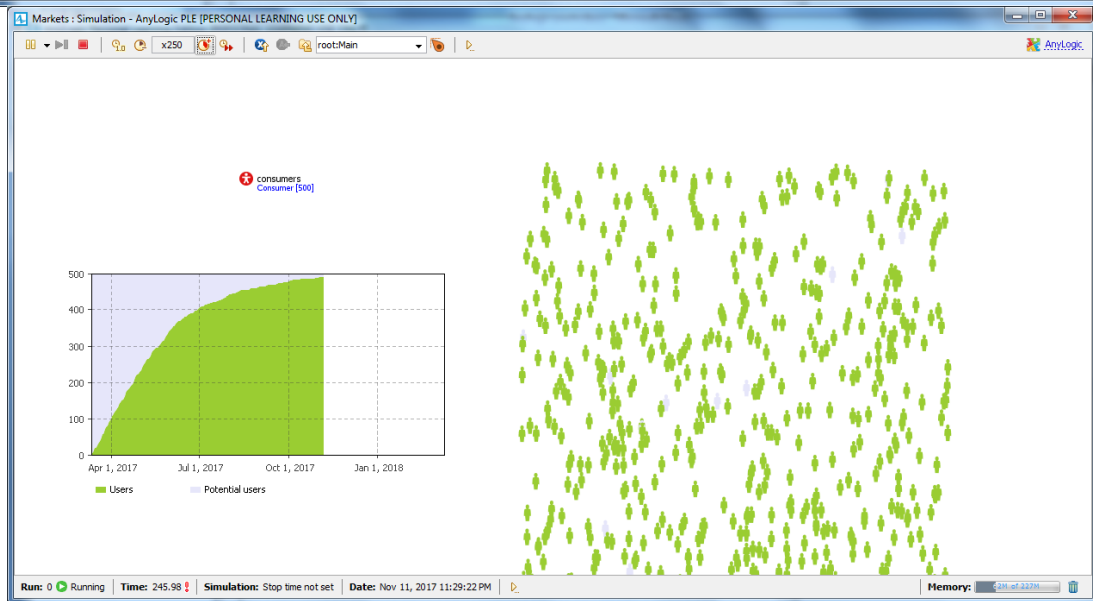 Markets : Simulation - AnyLogic PLE [PERSONAL LEARNING USE ONLY]
x250
root:Main
AnyLogic
consumers
Consumer [500]
500
400
300
200
100
0
Apr 1, 2017 Jul 1, 2017 Oct 1, 2017 Jan 1, 2018
Users Potential users
Run: 0 Running Time: 245.98 Simulation: Stop time not set Date: Nov 11, 2017 11:29:22 PM Memory: of 227M